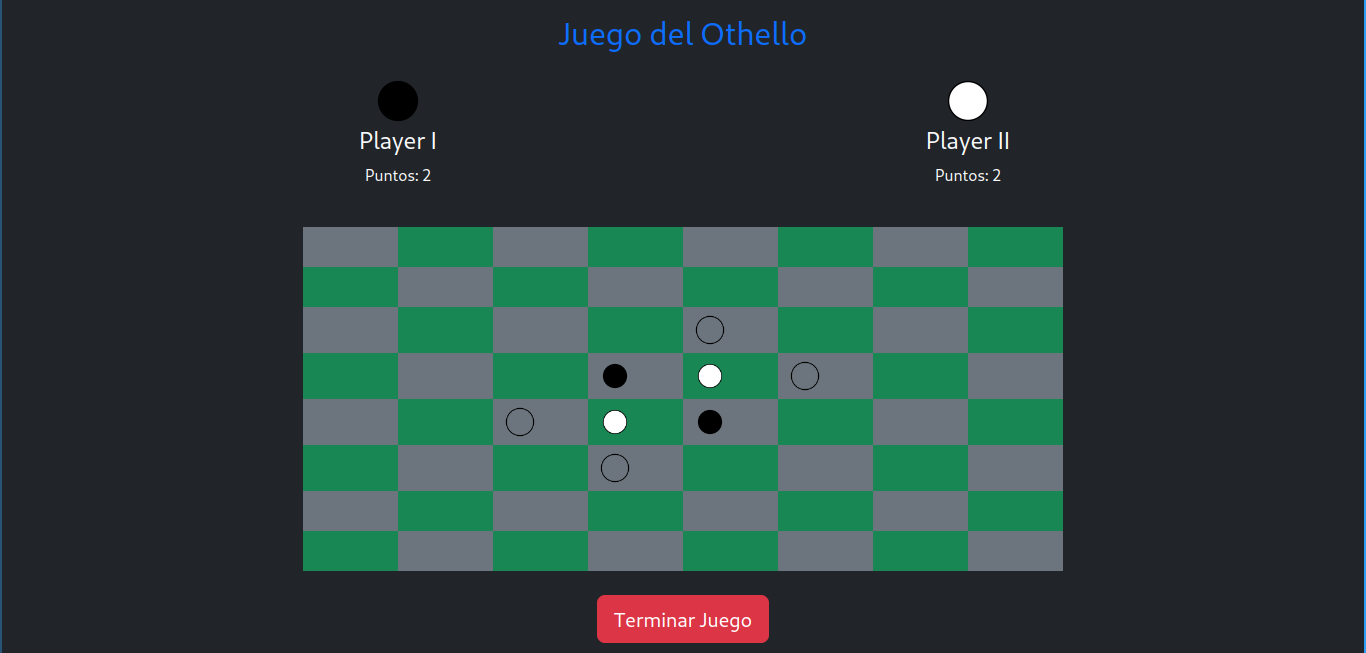 Juego del Othello
Player I
Puntos: 2
Player II
Puntos: 2
Terminar Juego